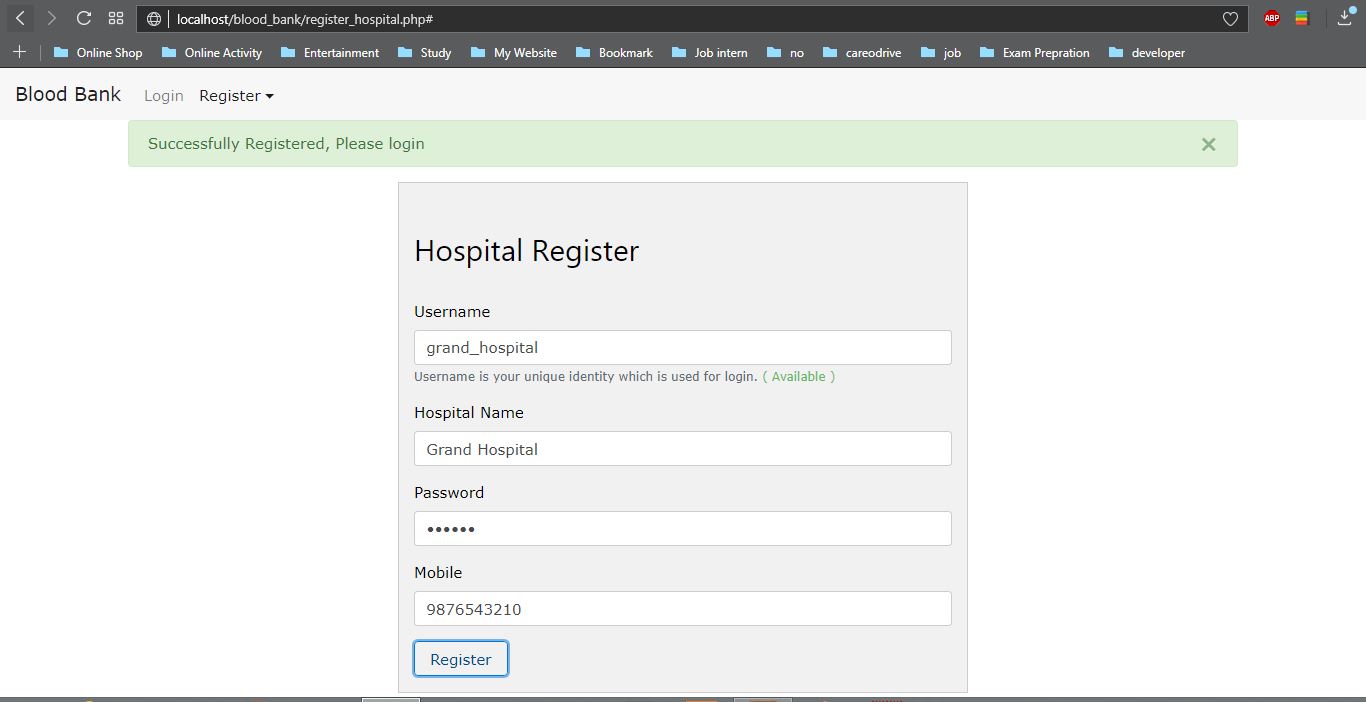 localhost/blood_bank/register_hospital.php#
ABP
Online Shop Online Activity Entertainment Study My Website Bookmark Job intern no careodrive job Exam Prepration developer
Blood Bank Login Register
Successfully Registered, Please login ×
Hospital Register
Username
grand_hospital
Username is your unique identity which is used for login. ( Available )
Hospital Name
Grand Hospital
Password
••••••
Mobile
9876543210
Register